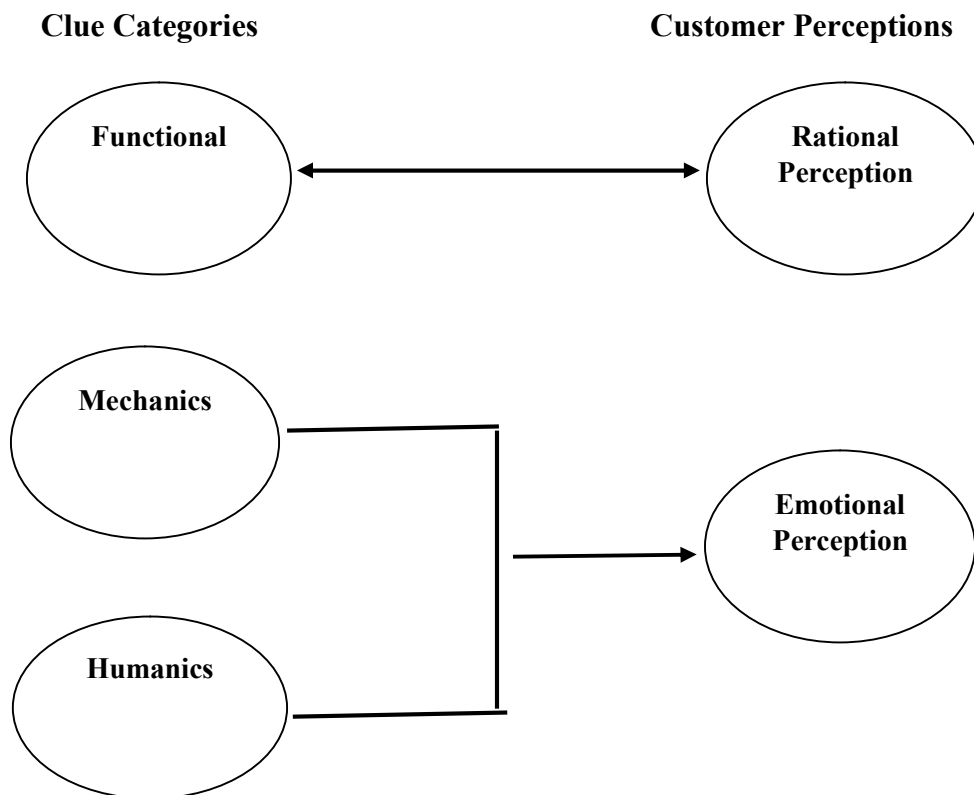 Clue Categories
Customer Perceptions
Functional
Rational
Perception
Mechanics
Emotional
Perception
Humanics